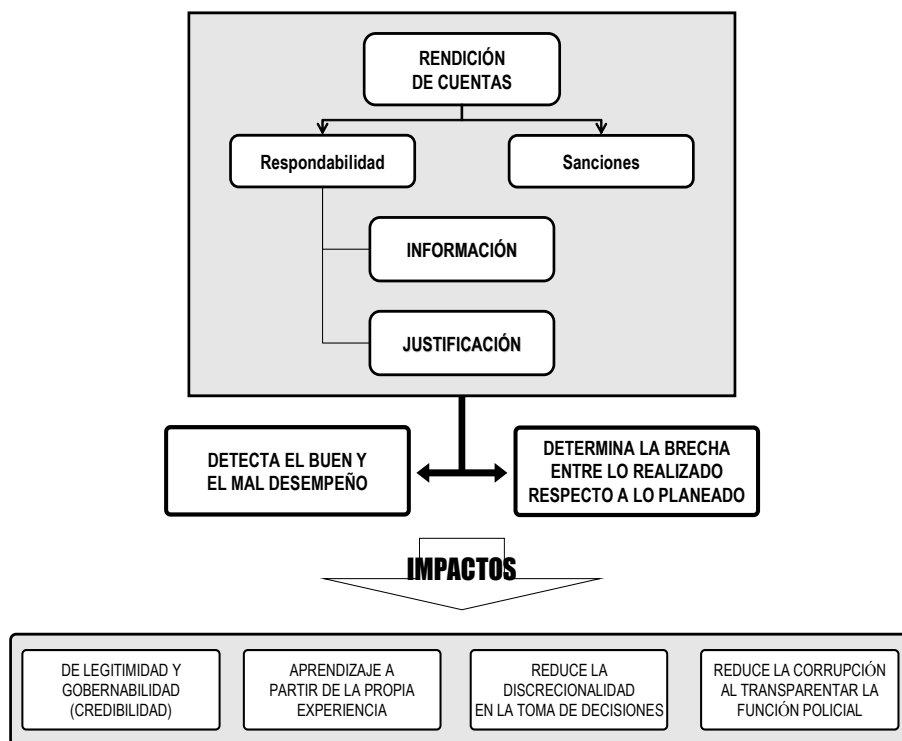 RENDICIÓN
DE CUENTAS
Respondabilidad
Sanciones
INFORMACIÓN
JUSTIFICACIÓN
DETECTA EL BUEN Y
EL MAL DESEMPEÑO
DETERMINA LA BRECHA
ENTRE LO REALIZADO
RESPECTO A LO PLANEADO
IMPACTOS
DE LEGITIMIDAD Y
GOBERNABILIDAD
(CREDIBILIDAD)
APRENDIZAJE A
PARTIR DE LA PROPIA
EXPERIENCIA
REDUCE LA
DISCRECIONALIDAD
EN LA TOMA DE DECISIONES
REDUCE LA CORRUPCIÓN
AL TRANSPARENTAR LA
FUNCIÓN POLICIAL